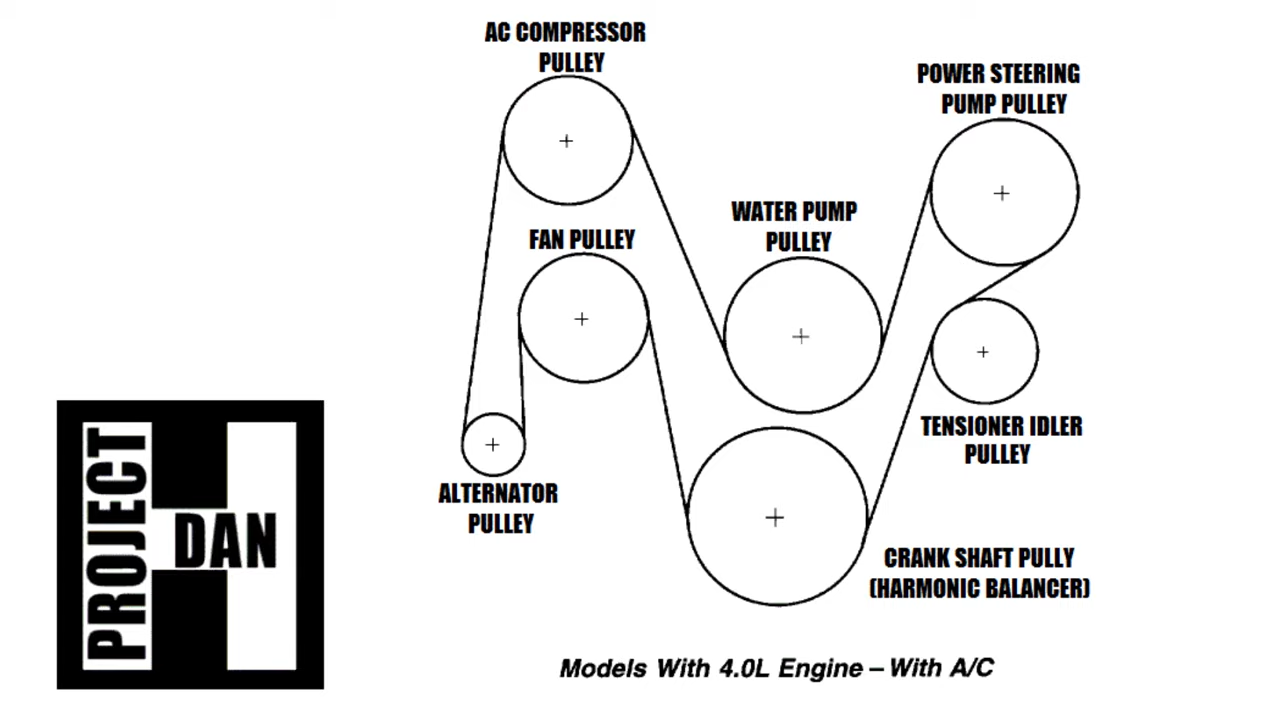 AC COMPRESSOR
PULLEY
POWER STEERING
PUMP PULLEY
WATER PUMP
PULLEY
FAN PULLEY
TENSIONER IDLER
PULLEY
ALTERNATOR
PULLEY
CRANK SHAFT PULLY
(HARMONIC BALANCER)
PROJECT
DAN
Models With 4.0L Engine – With A/C